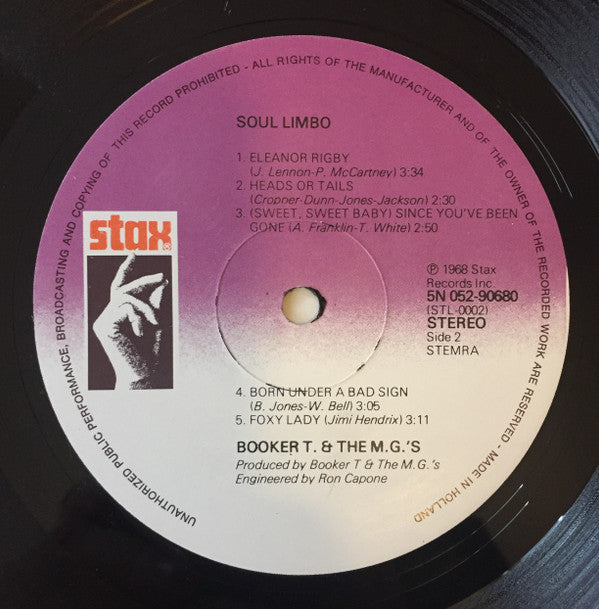 UNAUTHORIZED PUBLIC PERFORMANCE, BROADCASTING AND COPYING OF THIS RECORD PROHIBITED - ALL RIGHTS OF THE MANUFACTURER AND OF THE OWNER OF THE RECORDED WORK ARE RESERVED - MADE IN HOLLAND
SOUL LIMBO
1. ELEANOR RIGBY
(J. Lennon-P. McCartney) 3:34
2. HEADS OR TAILS
(Cropner-Dunn-Jones-Jackson) 2:30
3. (SWEET, SWEET BABY) SINCE YOU'VE BEEN
GONE (A. Franklin-T. White) 2:50
stax
℗ 1968 Stax
Records Inc
5N 052-90680
(STL-0002)
STEREO
Side 2
STEMRA
4. BORN UNDER A BAD SIGN
(B. Jones-W. Bell) 3:05
5. FOXY LADY (Jimi Hendrix) 3:11
BOOKER T. & THE M.G.'S
Produced by Booker T & The M.G.'s
Engineered by Ron Capone